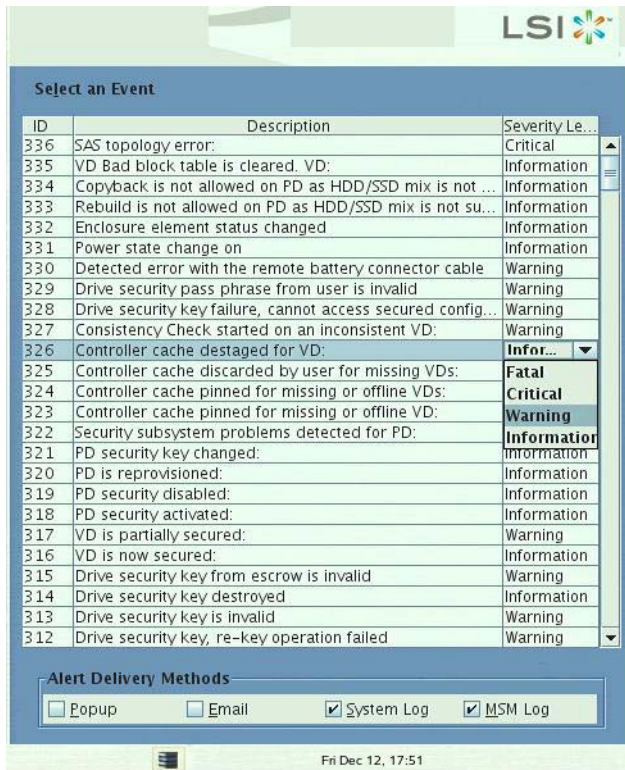 LSI
Select an Event
ID Description Severity Le...
336 SAS topology error: Critical
335 VD Bad block table is cleared. VD: Information
334 Copyback is not allowed on PD as HDD/SSD mix is not ... Information
333 Rebuild is not allowed on PD as HDD/SSD mix is not su... Information
332 Enclosure element status changed Information
331 Power state change on Information
330 Detected error with the remote battery connector cable Warning
329 Drive security pass phrase from user is invalid Warning
328 Drive security key failure, cannot access secured config... Warning
327 Consistency Check started on an inconsistent VD: Warning
326 Controller cache destaged for VD: Infor...
325 Controller cache discarded by user for missing VDs: Fatal
324 Controller cache pinned for missing or offline VDs: Critical
323 Controller cache pinned for missing or offline VD: Warning
322 Security subsystem problems detected for PD: Information
321 PD security key changed: Information
320 PD is reprovisioned: Information
319 PD security disabled: Information
318 PD security activated: Information
317 VD is partially secured: Warning
316 VD is now secured: Information
315 Drive security key from escrow is invalid Warning
314 Drive security key destroyed Information
313 Drive security key is invalid Warning
312 Drive security key, re-key operation failed Warning
Alert Delivery Methods
Popup Email System Log MSM Log
Fri Dec 12, 17:51